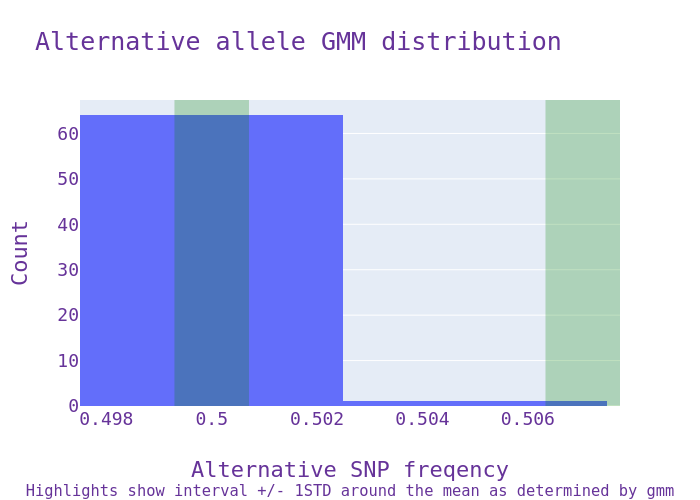 Alternative allele GMM distribution
60
50
40
30
20
10
0
Count
0.498 0.5 0.502 0.504 0.506
Alternative SNP freqency
Highlights show interval +/- 1STD around the mean as determined by gmm